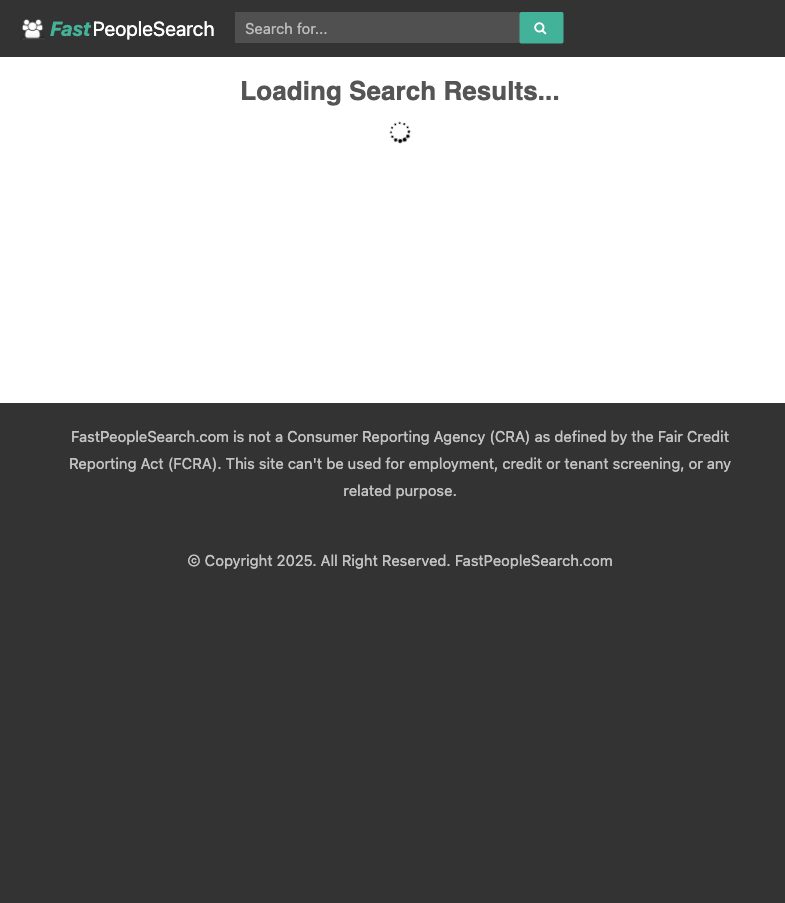 FastPeopleSearch
Search for...
Loading Search Results...
FastPeopleSearch.com is not a Consumer Reporting Agency (CRA) as defined by the Fair Credit
Reporting Act (FCRA). This site can't be used for employment, credit or tenant screening, or any
related purpose.
© Copyright 2025. All Right Reserved. FastPeopleSearch.com